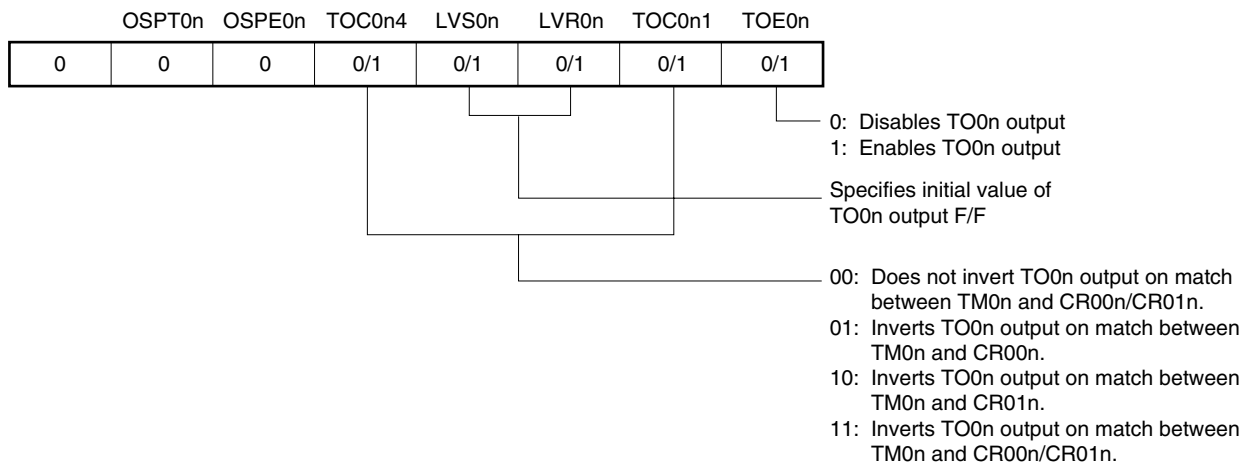 OSPT0n OSPE0n TOC0n4 LVS0n LVR0n TOC0n1 TOE0n
0 0 0 0/1 0/1 0/1 0/1 0/1
0: Disables TO0n output
1: Enables TO0n output
Specifies initial value of
TO0n output F/F
00: Does not invert TO0n output on match
between TM0n and CR00n/CR01n.
01: Inverts TO0n output on match between
TM0n and CR00n.
10: Inverts TO0n output on match between
TM0n and CR01n.
11: Inverts TO0n output on match between
TM0n and CR00n/CR01n.